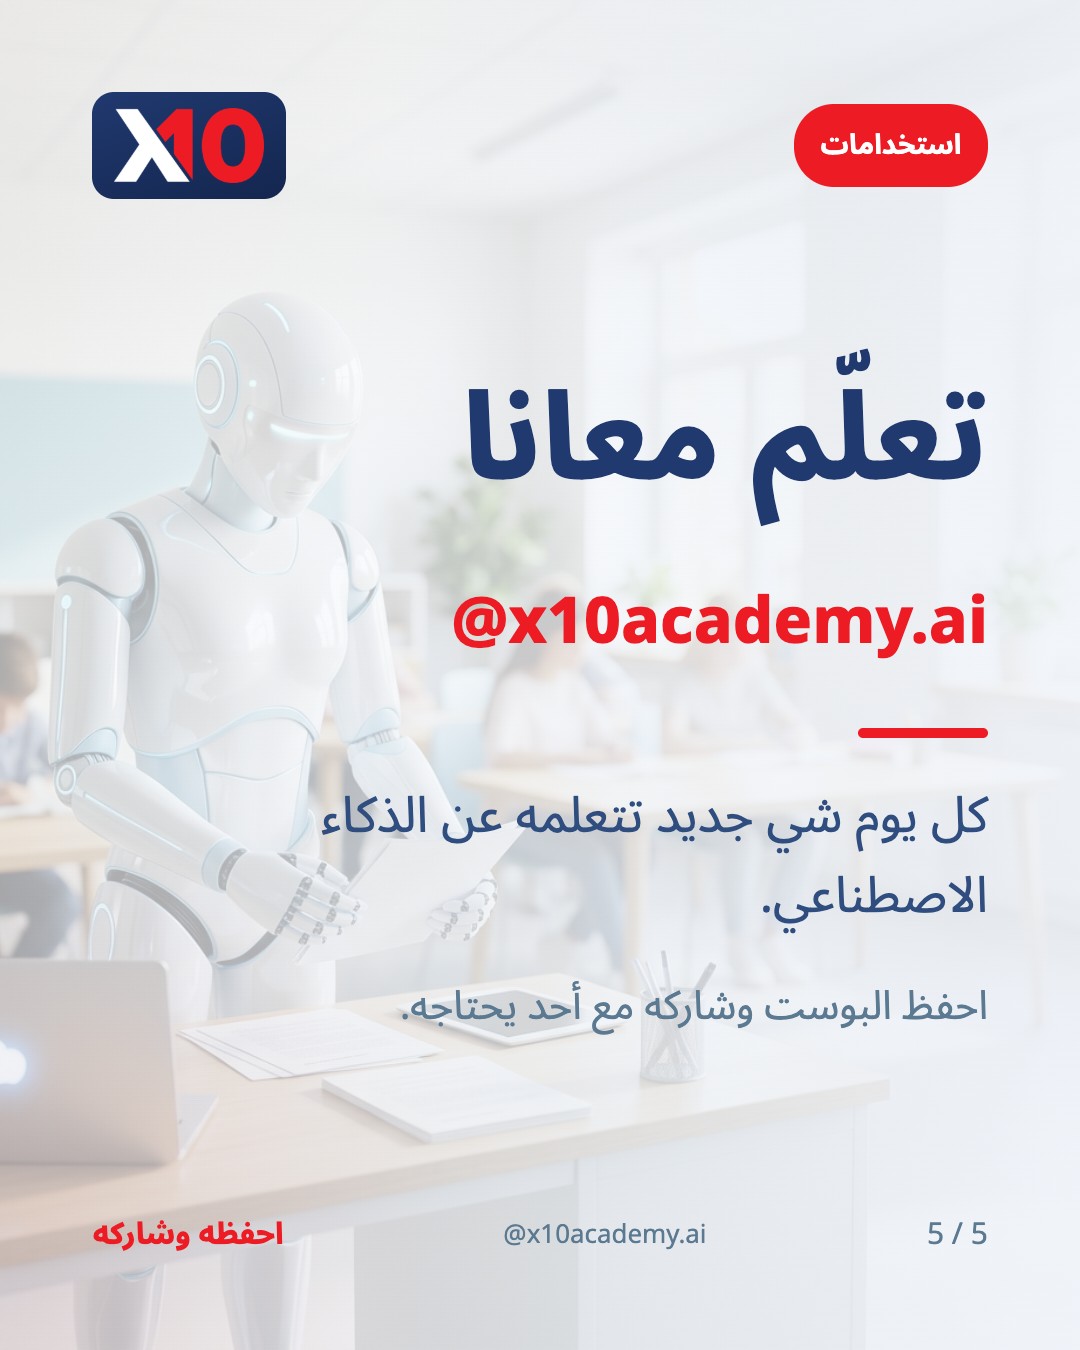 X10
استخدامات
تعلّم معانا
@x10academy.ai
كل يوم شي جديد تتعلمه عن الذكاء
الاصطناعي.
احفظ البوست وشاركه مع أحد يحتاجه.
5 / 5
@x10academy.ai
احفظه وشاركه